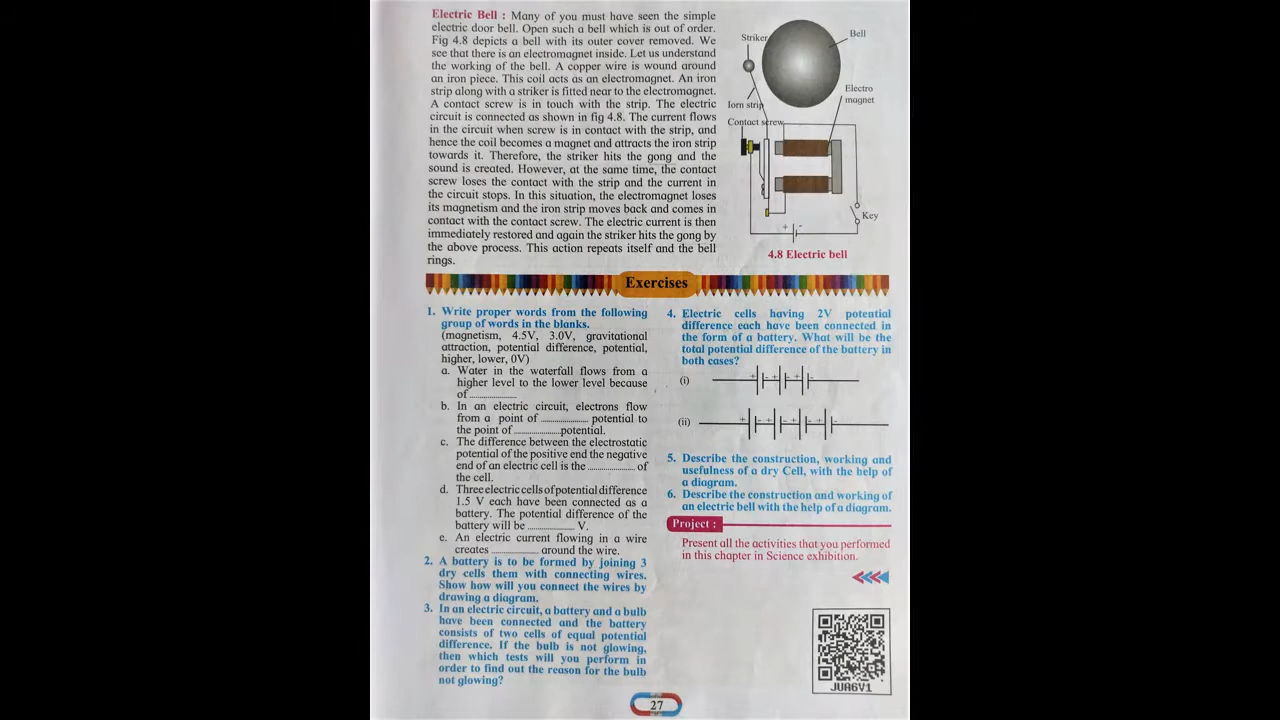 Electric Bell : Many of you must have seen the simple
electric door bell. Open such a bell which is out of order.
Fig 4.8 depicts a bell with its outer cover removed. We
see that there is an electromagnet inside. Let us understand
the working of the bell. A copper wire is wound around
an iron piece. This coil acts as an electromagnet. An iron
strip along with a striker is fitted near to the electromagnet.
A contact screw is in touch with the strip. The electric
circuit is connected as shown in fig 4.8. The current flows
in the circuit when screw is in contact with the strip, and
hence the coil becomes a magnet and attracts the iron strip
towards it. Therefore, the striker hits the gong and the
sound is created. However, at the same time, the contact
screw loses the contact with the strip and the current in
the circuit stops. In this situation, the electromagnet loses
its magnetism and the iron strip moves back and comes in
contact with the contact screw. The electric current is then
immediately restored and again the striker hits the gong by
the above process. This action repeats itself and the bell
rings.
Striker
Bell
Electro
magnet
Iorn strip
Contact screw
Key
+ -
4.8 Electric bell
Exercises
1. Write proper words from the following
group of words in the blanks.
(magnetism, 4.5V, 3.0V, gravitational
attraction, potential difference, potential,
higher, lower, 0V)
a. Water in the waterfall flows from a
higher level to the lower level because
of ................
b. In an electric circuit, electrons flow
from a point of ................ potential to
the point of ................potential.
c. The difference between the electrostatic
potential of the positive end the negative
end of an electric cell is the ................ of
the cell.
d. Three electric cells of potential difference
1.5 V each have been connected as a
battery. The potential difference of the
battery will be ................ V.
e. An electric current flowing in a wire
creates ................ around the wire.
2. A battery is to be formed by joining 3
dry cells them with connecting wires.
Show how will you connect the wires by
drawing a diagram.
3. In an electric circuit, a battery and a bulb
have been connected and the battery
consists of two cells of equal potential
difference. If the bulb is not glowing,
then which tests will you perform in
order to find out the reason for the bulb
not glowing?
4. Electric cells having 2V potential
difference each have been connected in
the form of a battery. What will be the
total potential difference of the battery in
both cases?
(i) + - + - + -
(ii) + - + - + - + -
5. Describe the construction, working and
usefulness of a dry Cell, with the help of
a diagram.
6. Describe the construction and working of
an electric bell with the help of a diagram.
Project :
Present all the activities that you performed
in this chapter in Science exhibition.
JUA6V1
27